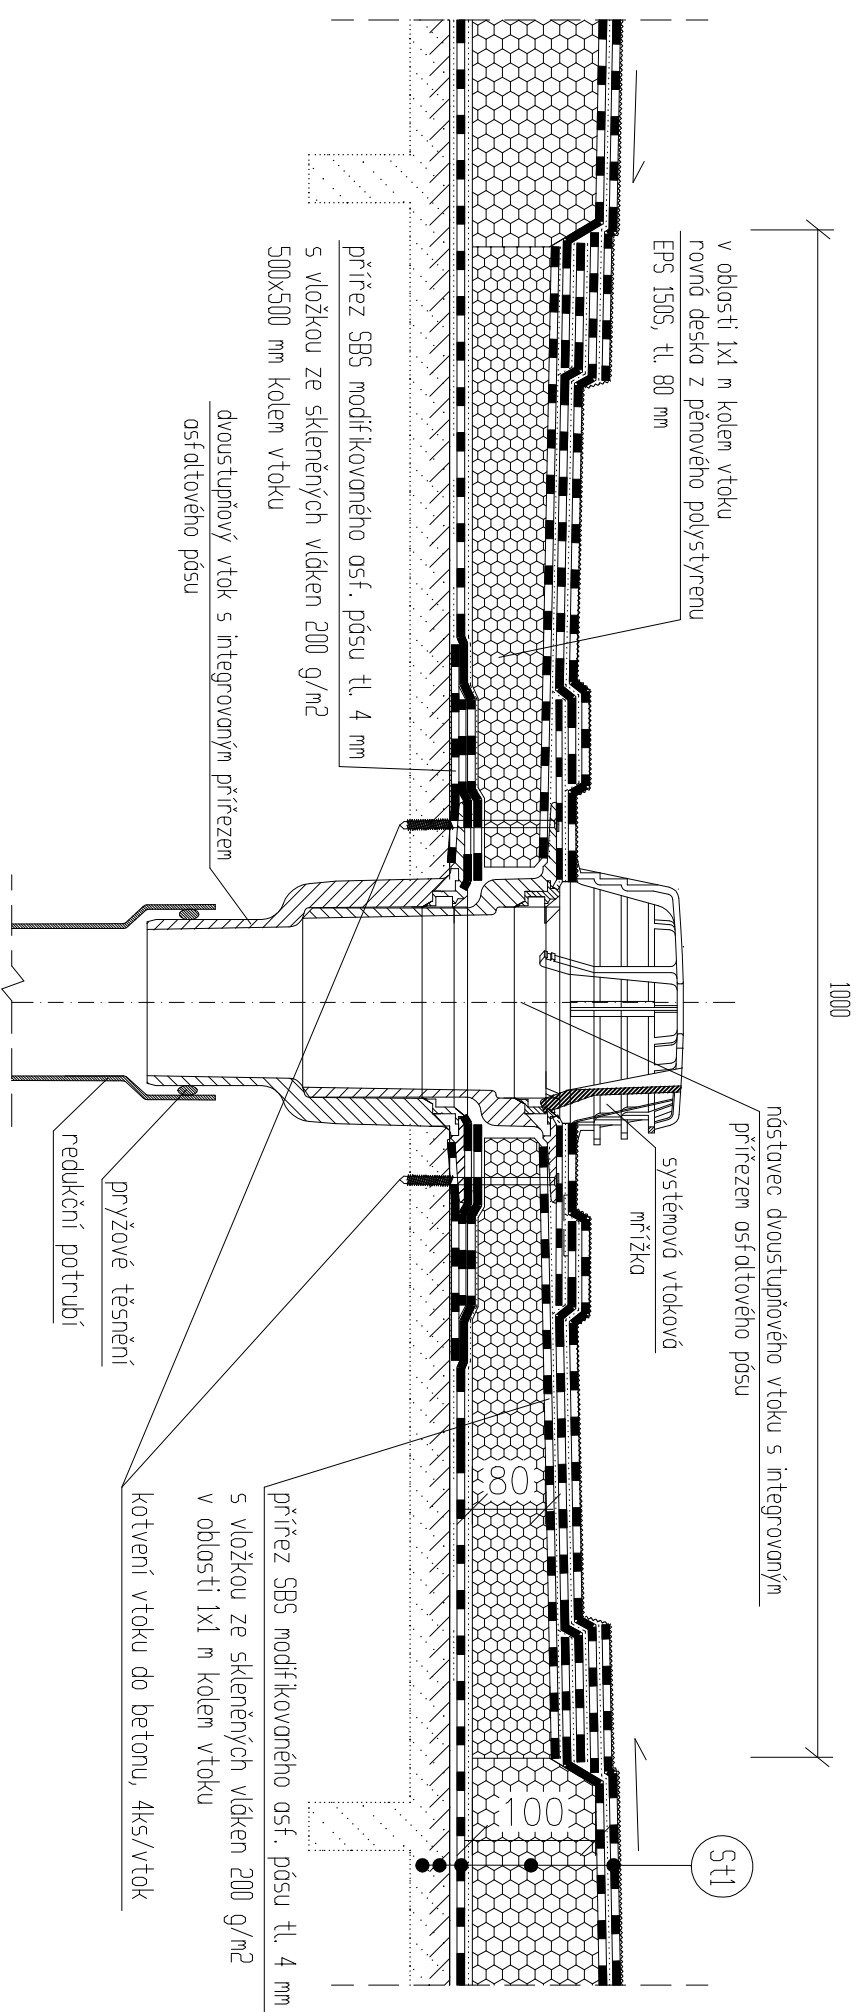 1000
nástavec dvoustupňového vtoku s integrovaným
přířezem asfaltového pásu
v oblasti 1x1 m kolem vtoku
rovná deska z pěnového polystyrenu
EPS 150S, tl. 80 mm
systémová vtoková
mřížka
St1
100
80
přířez SBS modifikovaného asf. pásu tl. 4 mm
s vložkou ze skleněných vláken 200 g/m2
500x500 mm kolem vtoku
dvoustupňový vtok s integrovaným přířezem
asfaltového pásu
přířez SBS modifikovaného asf. pásu tl. 4 mm
s vložkou ze skleněných vláken 200 g/m2
v oblasti 1x1 m kolem vtoku
kotvení vtoku do betonu, 4ks/vtok
pryžové těsnění
redukční potrubí